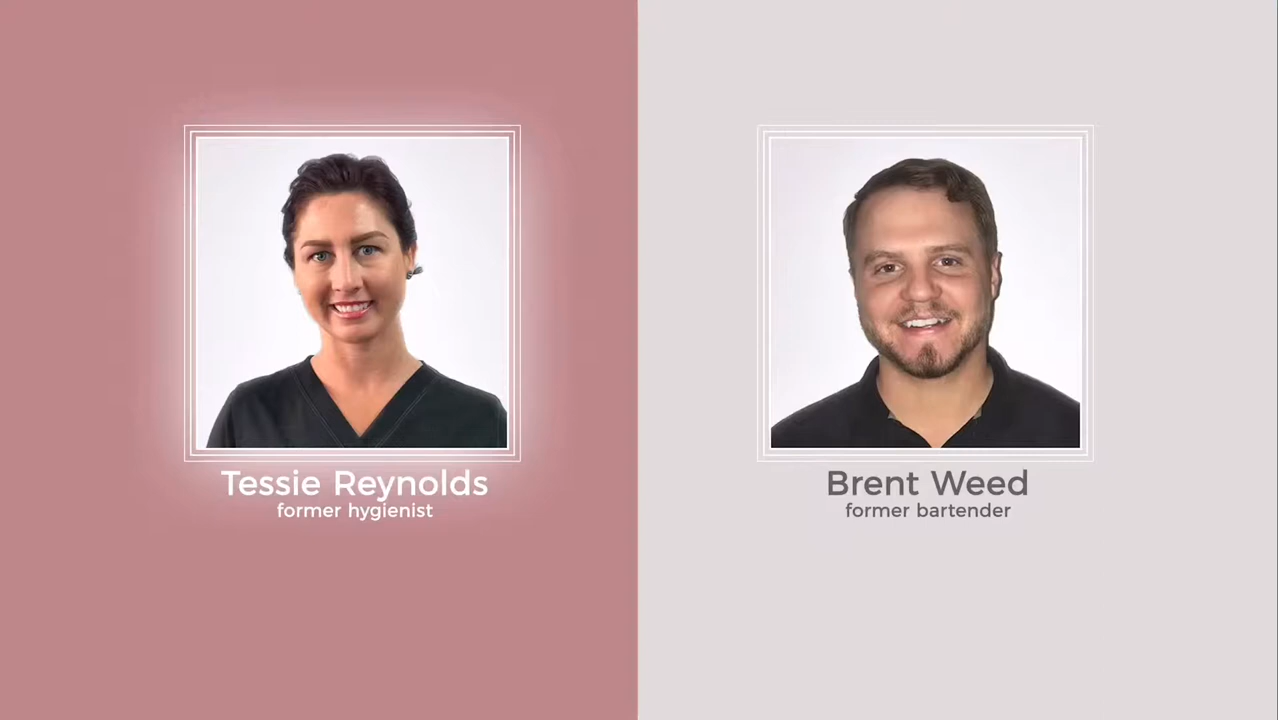 Tessie Reynolds
former hygienist
Brent Weed
former bartender